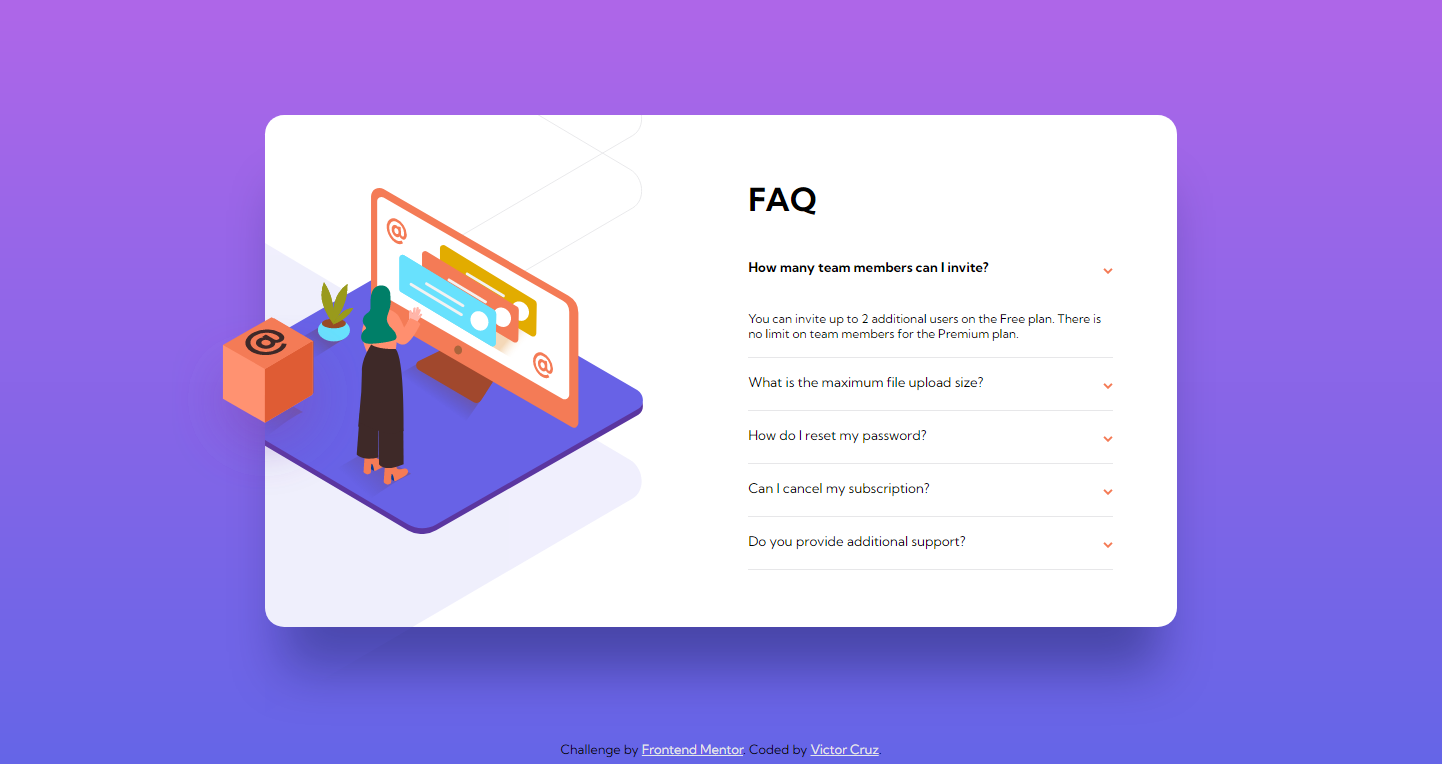 FAQ
How many team members can I invite?
You can invite up to 2 additional users on the Free plan. There is
no limit on team members for the Premium plan.
What is the maximum file upload size?
How do I reset my password?
Can I cancel my subscription?
Do you provide additional support?
@
@
@
Challenge by Frontend Mentor. Coded by Victor Cruz